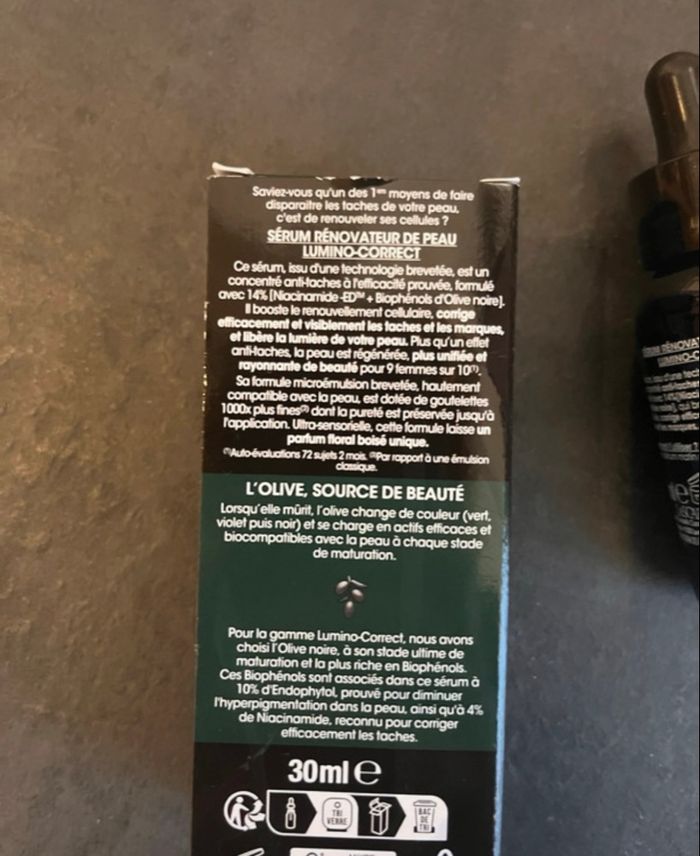 Saviez-vous qu'un des 1ers moyens de faire
disparaitre les taches de votre peau,
c'est de renouveler ses cellules ?
SÉRUM RÉNOVATEUR DE PEAU
LUMINO-CORRECT
Ce sérum, issu d'une technologie brevetée, est un
concentré anti-taches à l'efficacité prouvée, formulé
avec 14% [Niacinamide-ED™ + Biophénols d'Olive noire].
Il booste le renouvellement cellulaire, corrige
efficacement et visiblement les taches et les marques,
et libère la lumière de votre peau. Plus qu'un effet
anti-taches, la peau est régénérée, plus unifiée et
rayonnante de beauté pour 9 femmes sur 10(1).
Sa formule microémulsion brevetée, hautement
compatible avec la peau, est dotée de goutelettes
1000x plus fines(2) dont la pureté est préservée jusqu'à
l'application. Ultra-sensorielle, cette formule laisse un
parfum floral boisé unique.
(1)Auto-évaluations 72 sujets 2 mois. (2)Par rapport à une émulsion
classique.
L'OLIVE, SOURCE DE BEAUTÉ
Lorsqu'elle mûrit, l'olive change de couleur (vert,
violet puis noir) et se charge en actifs efficaces et
biocompatibles avec la peau à chaque stade
de maturation.
Pour la gamme Lumino-Correct, nous avons
choisi l'Olive noire, à son stade ultime de
maturation et la plus riche en Biophénols.
Ces Biophénols sont associés dans ce sérum à
10% d'Endophytol, prouvé pour diminuer
l'hyperpigmentation dans la peau, ainsi qu'à 4%
de Niacinamide, reconnu pour corriger
efficacement les taches.
30ml e
TRI
VERRE
BAC
DE
TRI